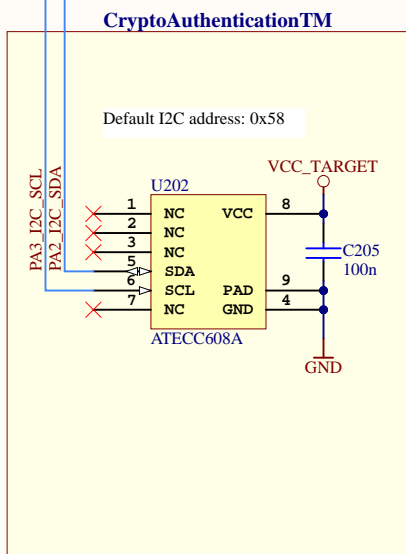 CryptoAuthenticationTM
Default I2C address: 0x58
PA3_I2C_SCL
PA2_I2C_SDA
VCC_TARGET
U202
1 NC VCC 8
2 NC
3 NC
5 SDA
6 SCL PAD 9
7 NC GND 4
C205
100n
ATECC608A
GND